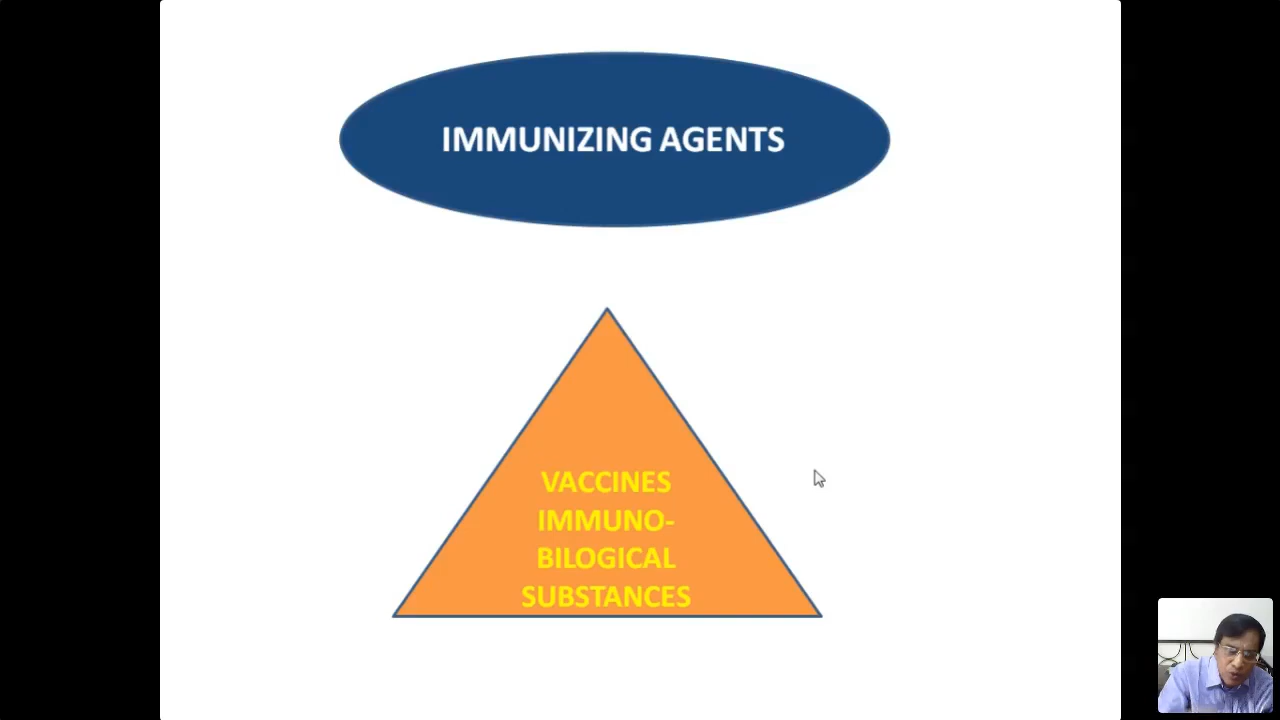 IMMUNIZING AGENTS
VACCINES
IMMUNO-
BILOGICAL
SUBSTANCES